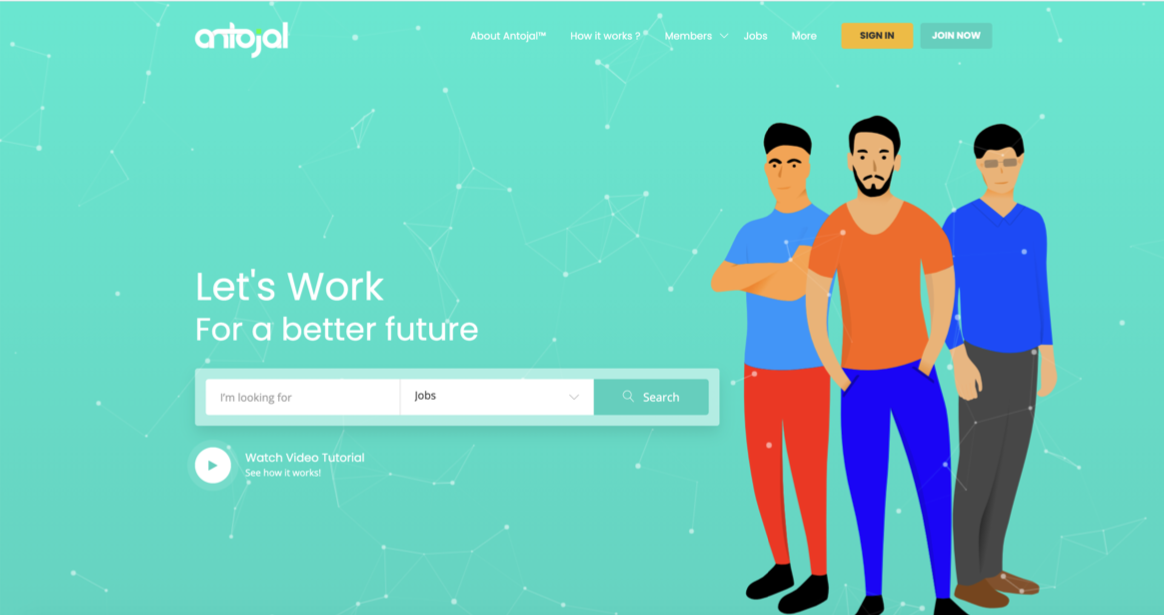 antojal
About Antojal™ How it works ? Members Jobs More SIGN IN JOIN NOW
Let's Work
For a better future
I'm looking for Jobs Search
Watch Video Tutorial
See how it works!